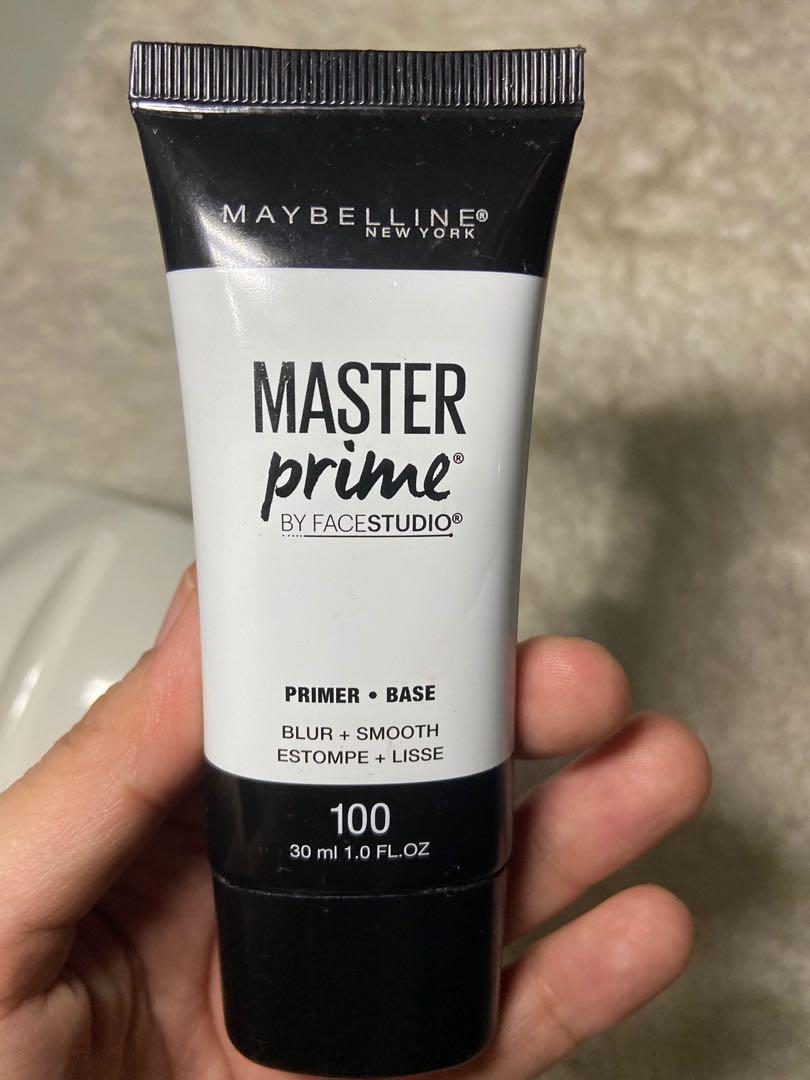 MAYBELLINE®
NEW YORK
MASTER
prime®
BY FACESTUDIO®
PRIMER • BASE
BLUR + SMOOTH
ESTOMPE + LISSE
100
30 ml 1.0 FL.OZ